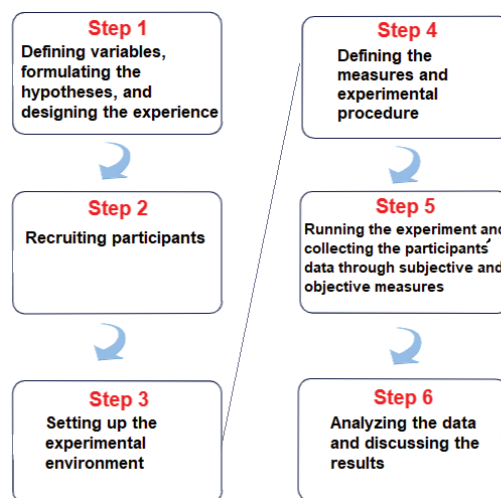 Step 1
Defining variables,
formulating the
hypotheses, and
designing the experience
Step 2
Recruiting participants
Step 3
Setting up the
experimental
environment
Step 4
Defining the
measures and
experimental
procedure
Step 5
Running the experiment and
collecting the participants'
data through subjective and
objective measures
Step 6
Analyzing the data
and discussing the
results